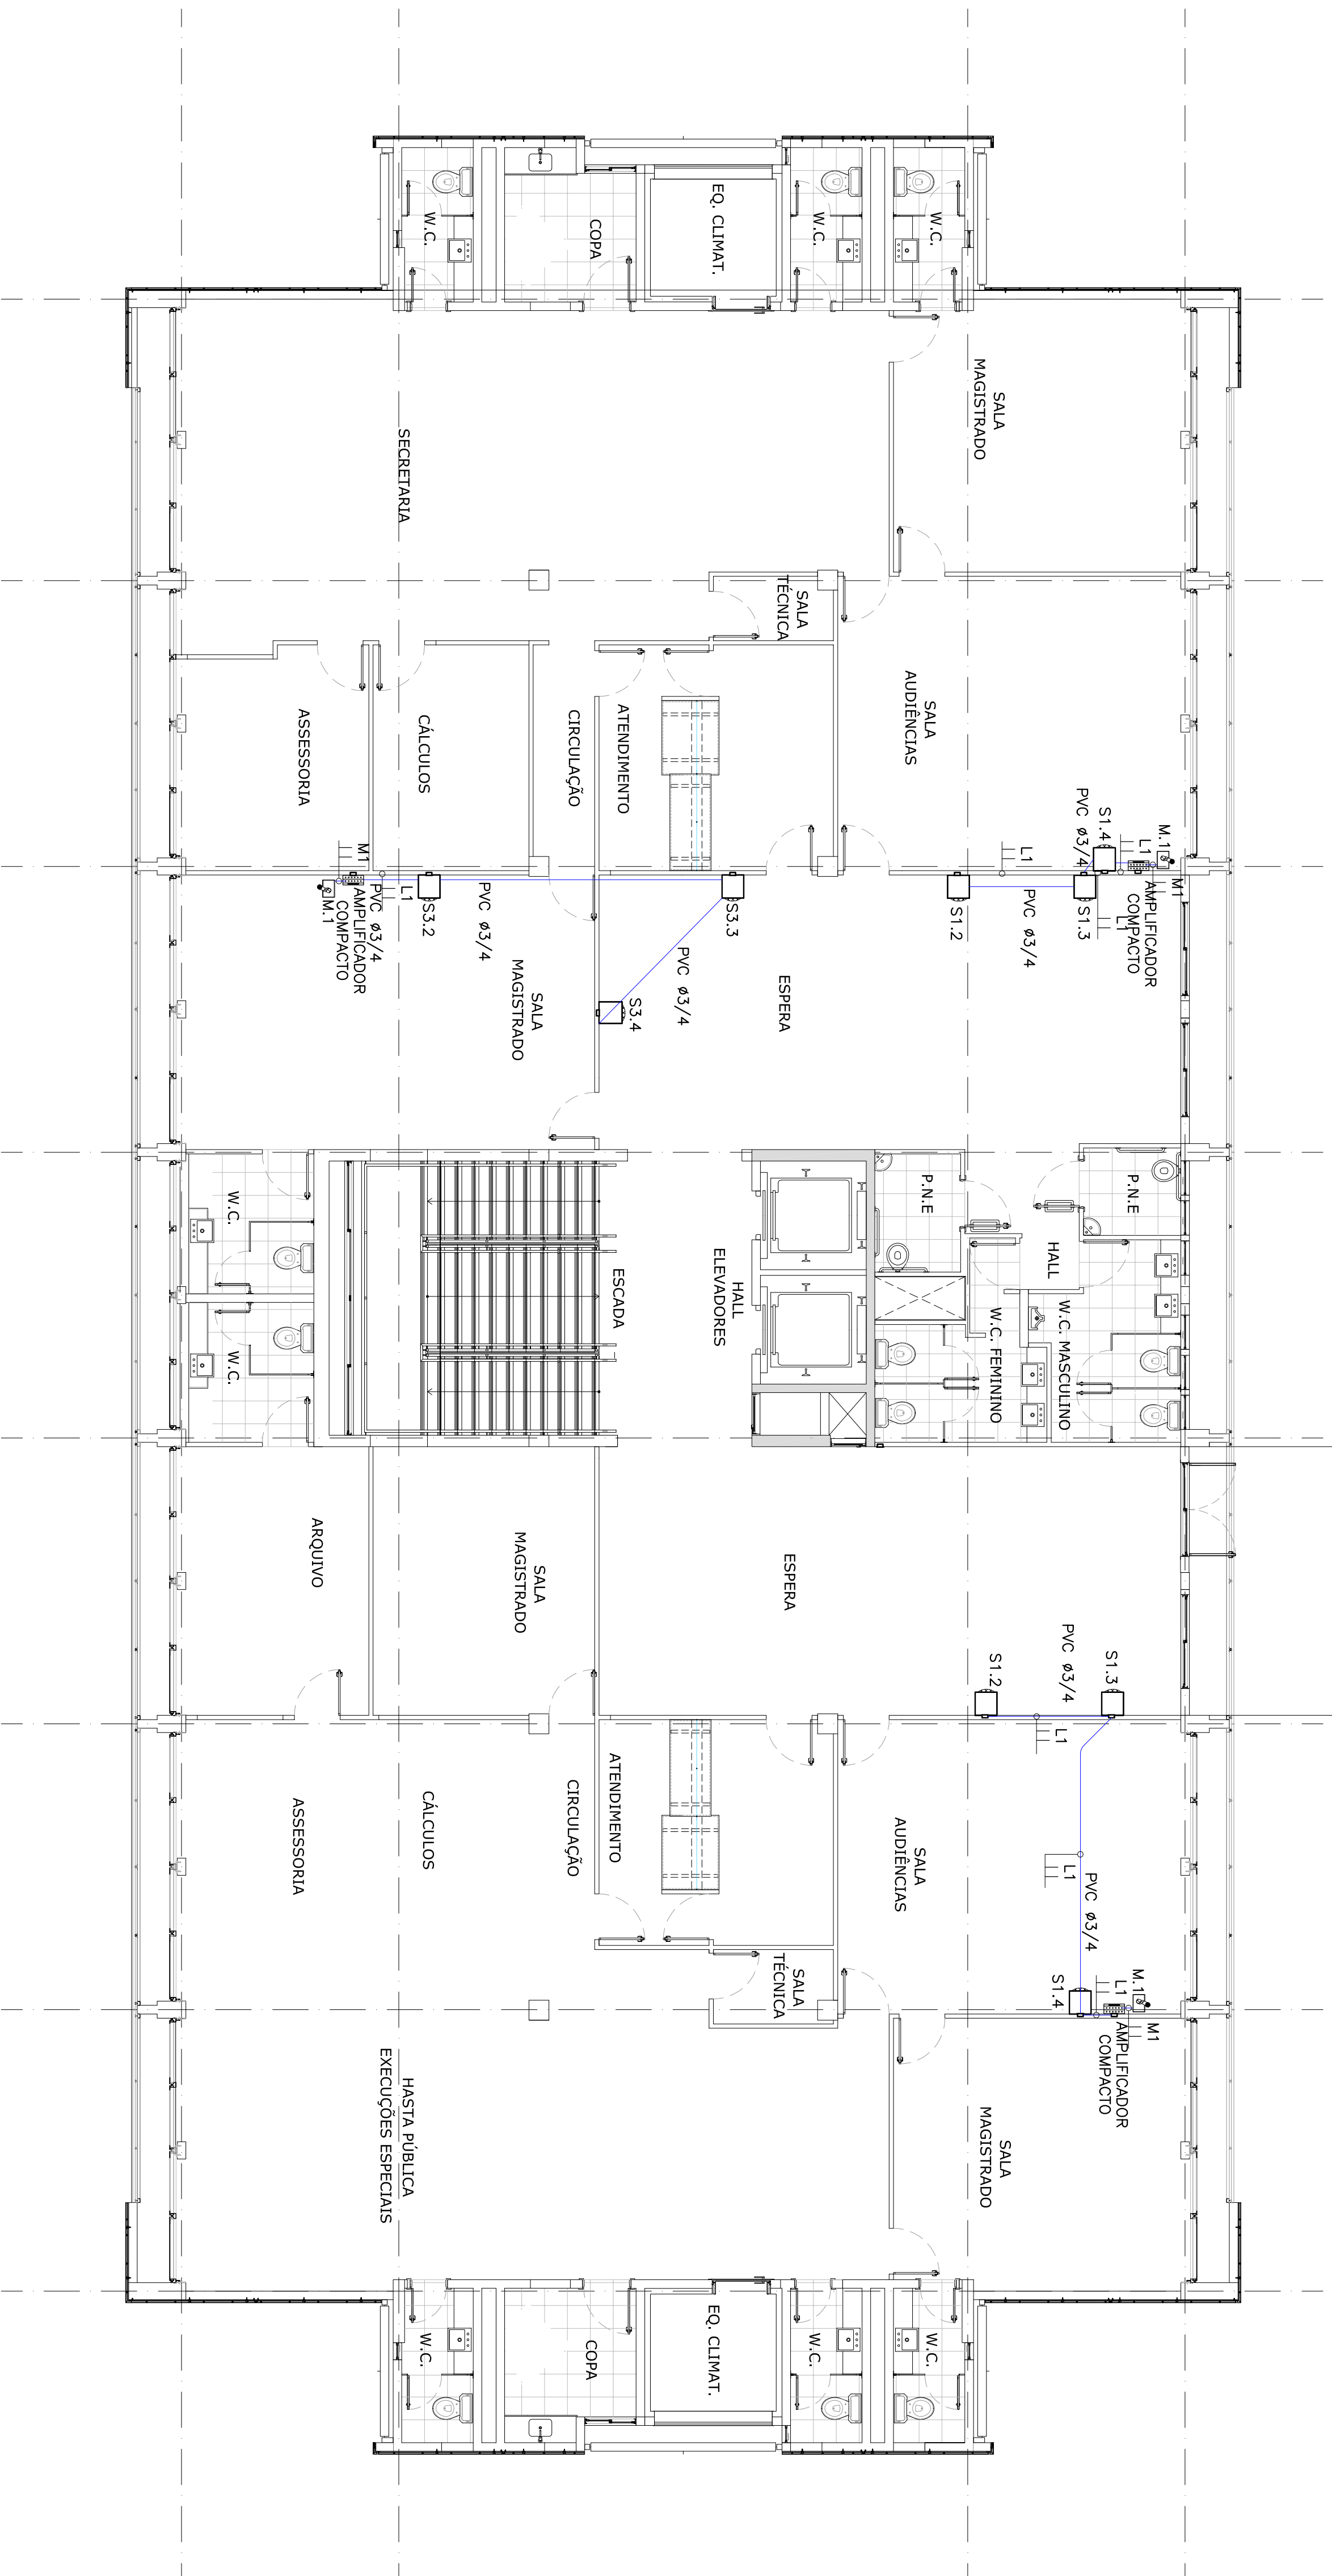 W.C.
COPA
EQ. CLIMAT.
W.C.
W.C.
SALA
MAGISTRADO
SECRETARIA
SALA
TÉCNICA
SALA
AUDIÊNCIAS
ATENDIMENTO
CIRCULAÇÃO
CÁLCULOS
ASSESSORIA
PVC ø3/4
S1.4
L1
M.1
M1
AMPLIFICADOR
COMPACTO
L1
S1.3
PVC ø3/4
L1
S1.2
S3.3
PVC ø3/4
S3.4
PVC ø3/4
S3.2
L1
M1
M.1
PVC ø3/4
AMPLIFICADOR
COMPACTO
ESPERA
SALA
MAGISTRADO
P.N.E
P.N.E
HALL
W.C. MASCULINO
W.C. FEMININO
HALL
ELEVADORES
ESCADA
W.C.
W.C.
ARQUIVO
SALA
MAGISTRADO
ESPERA
S1.2
PVC ø3/4
S1.3
L1
ATENDIMENTO
CIRCULAÇÃO
CÁLCULOS
ASSESSORIA
SALA
AUDIÊNCIAS
L1
PVC ø3/4
SALA
TÉCNICA
S1.4
L1
M.1
M1
AMPLIFICADOR
COMPACTO
SALA
MAGISTRADO
HASTA PÚBLICA
EXECUÇÕES ESPECIAIS
W.C.
COPA
EQ. CLIMAT.
W.C.
W.C.